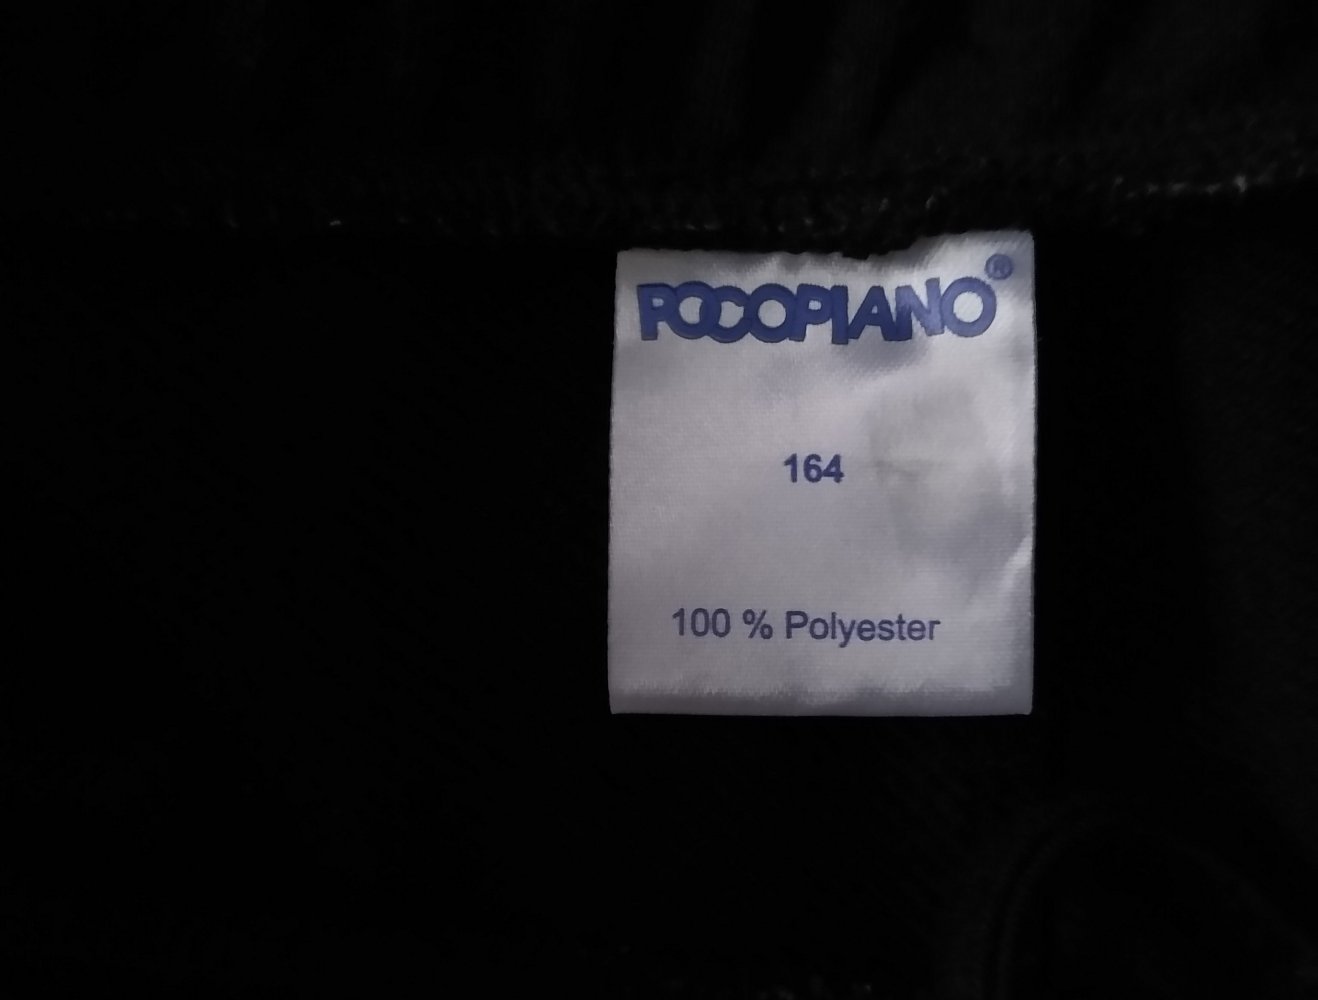 POCOPIANO®
164
100 % Polyester